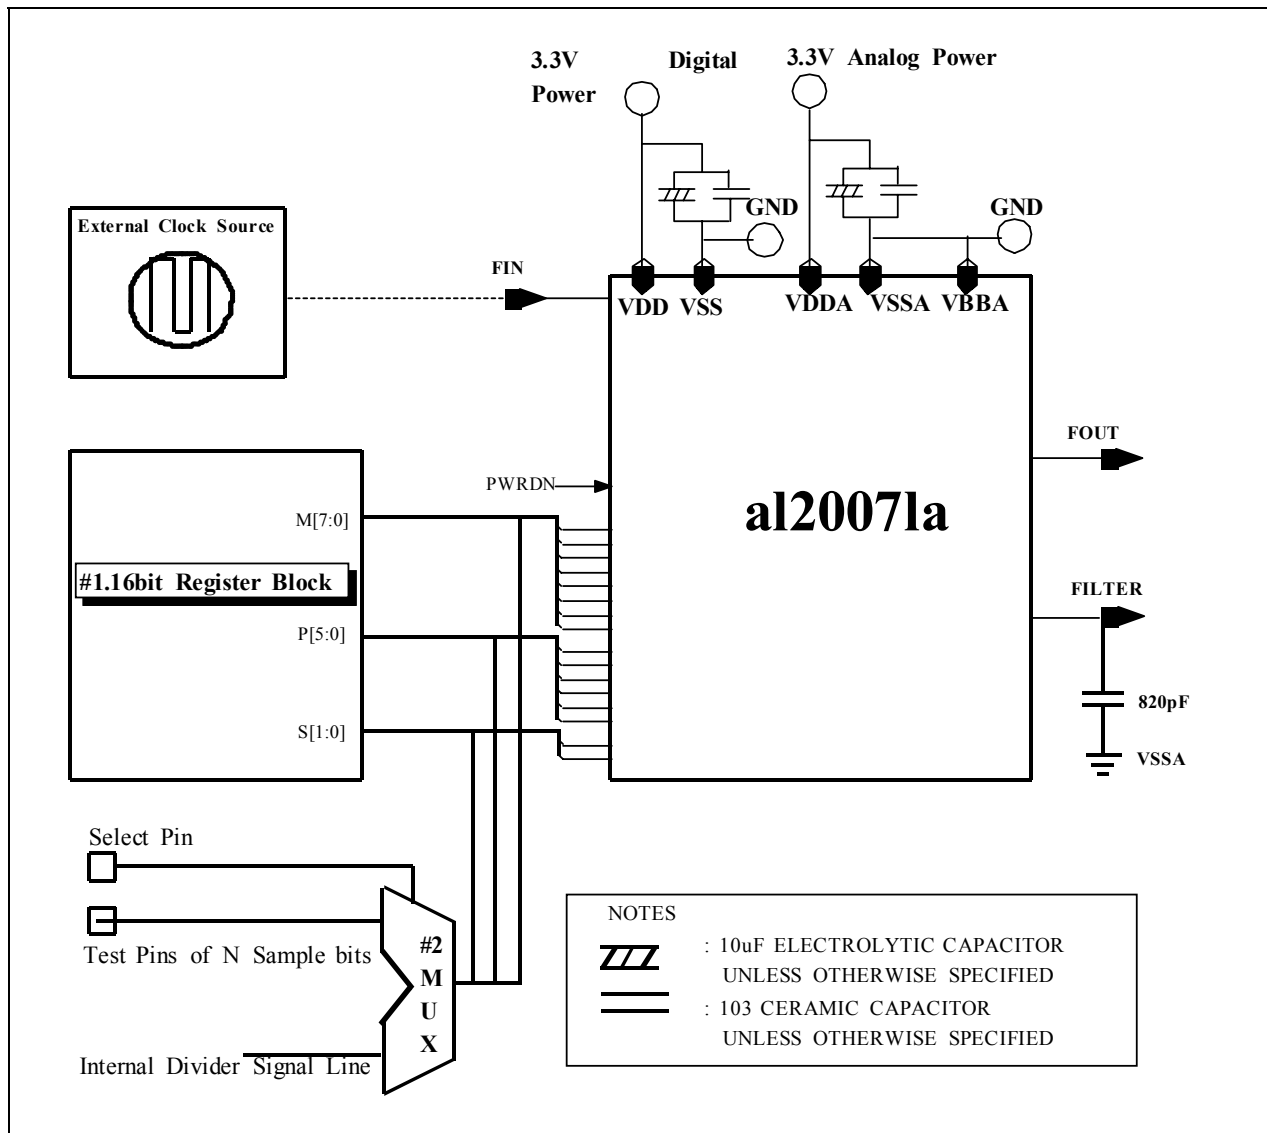 3.3V Digital
Power
3.3V Analog Power
GND
GND
External Clock Source
FIN
VDD VSS VDDA VSSA VBBA
FOUT
PWRDN
al2007la
M[7:0]
#1.16bit Register Block
FILTER
P[5:0]
820pF
S[1:0]
VSSA
Select Pin
Test Pins of N Sample bits
#2
M
U
X
Internal Divider Signal Line
NOTES
: 10uF ELECTROLYTIC CAPACITOR
UNLESS OTHERWISE SPECIFIED
: 103 CERAMIC CAPACITOR
UNLESS OTHERWISE SPECIFIED